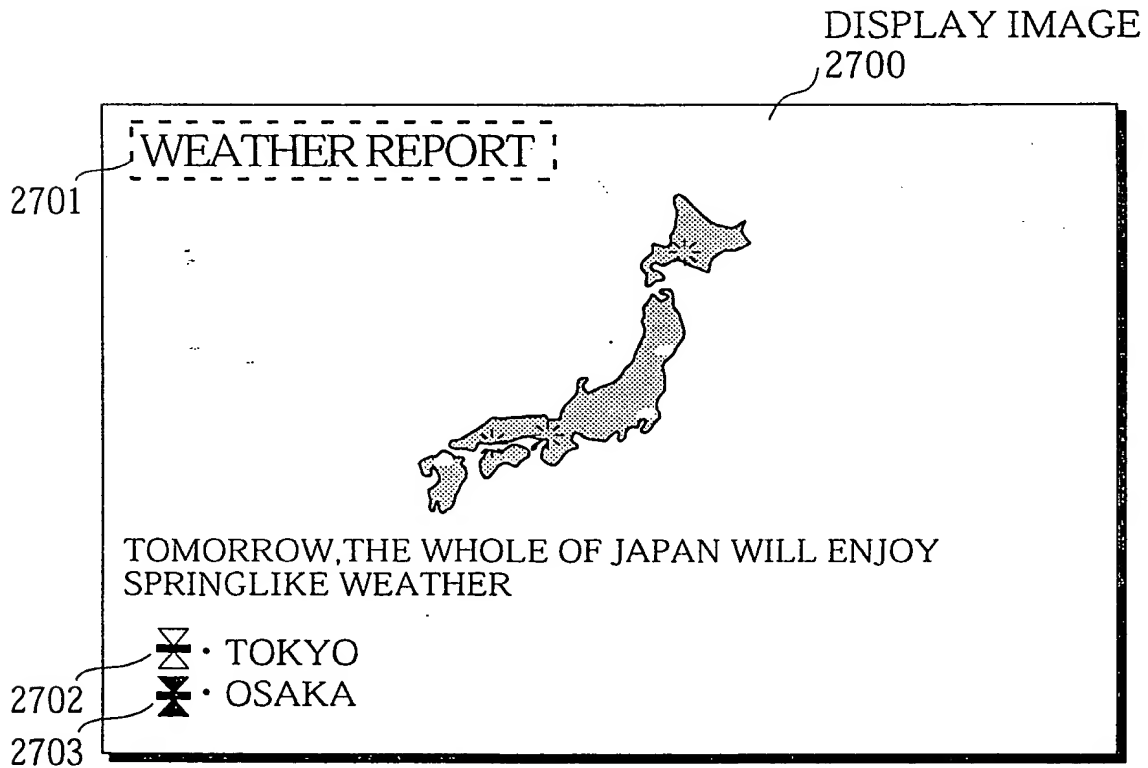 DISPLAY IMAGE
2700
WEATHER REPORT
2701
TOMORROW,THE WHOLE OF JAPAN WILL ENJOY
SPRINGLIKE WEATHER
・TOKYO
2702
・OSAKA
2703